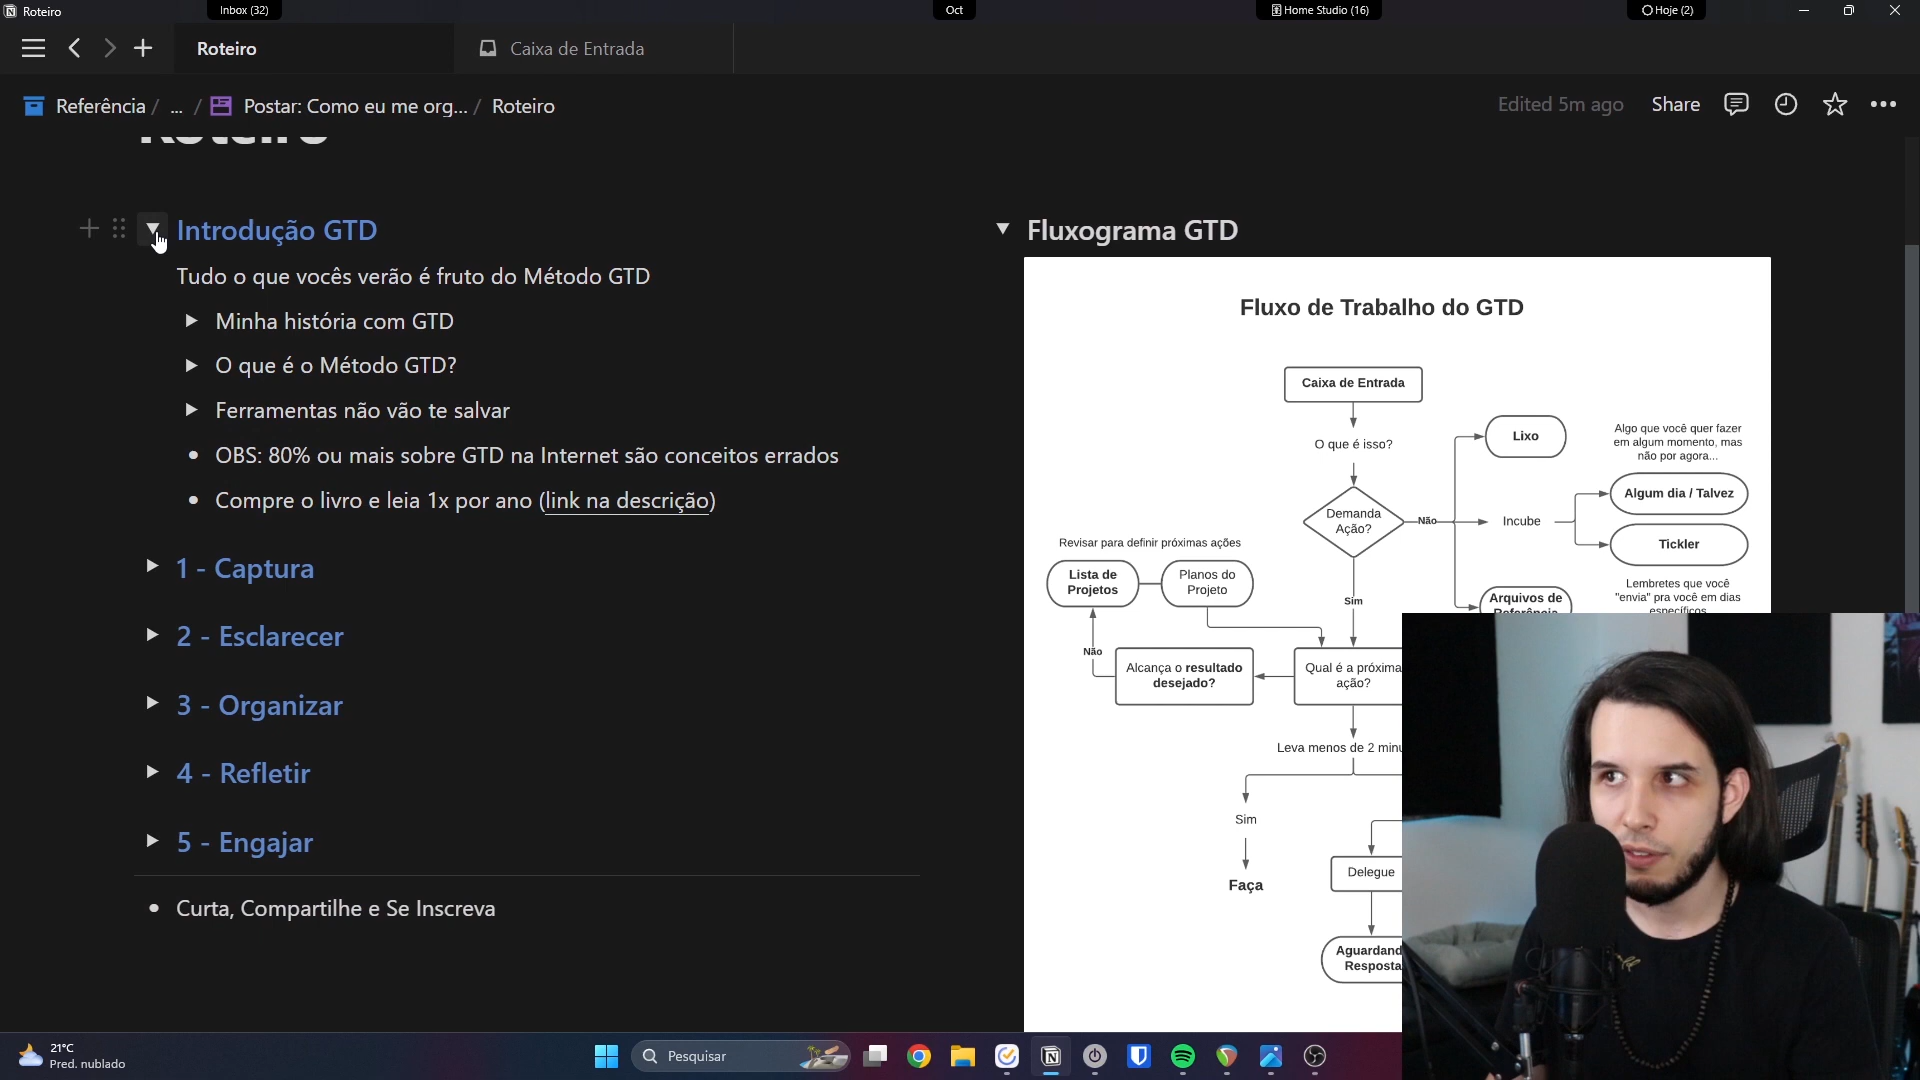 Roteiro
Inbox (32)
Oct
Home Studio (16)
Hoje (2)
Roteiro
Caixa de Entrada
Referência / ... / Postar: Como eu me org... / Roteiro
Edited 5m ago
Share
Roteiro
Introdução GTD
Tudo o que vocês verão é fruto do Método GTD
Minha história com GTD
O que é o Método GTD?
Ferramentas não vão te salvar
OBS: 80% ou mais sobre GTD na Internet são conceitos errados
Compre o livro e leia 1x por ano (link na descrição)
1 - Captura
2 - Esclarecer
3 - Organizar
4 - Refletir
5 - Engajar
Curta, Compartilhe e Se Inscreva
Fluxograma GTD
Fluxo de Trabalho do GTD
Caixa de Entrada
O que é isso?
Demanda
Ação?
Não
Lixo
Algo que você quer fazer
em algum momento, mas
não por agora...
Algum dia / Talvez
Incube
Tickler
Lembretes que você
"envia" pra você em dias
específicos
Arquivos de
Referência
Revisar para definir próximas ações
Lista de
Projetos
Planos do
Projeto
Sim
Não
Alcança o resultado
desejado?
Qual é a próxima
ação?
Leva menos de 2 minu
Sim
Faça
Delegue
Aguardand
Resposta
21°C
Pred. nublado
Pesquisar